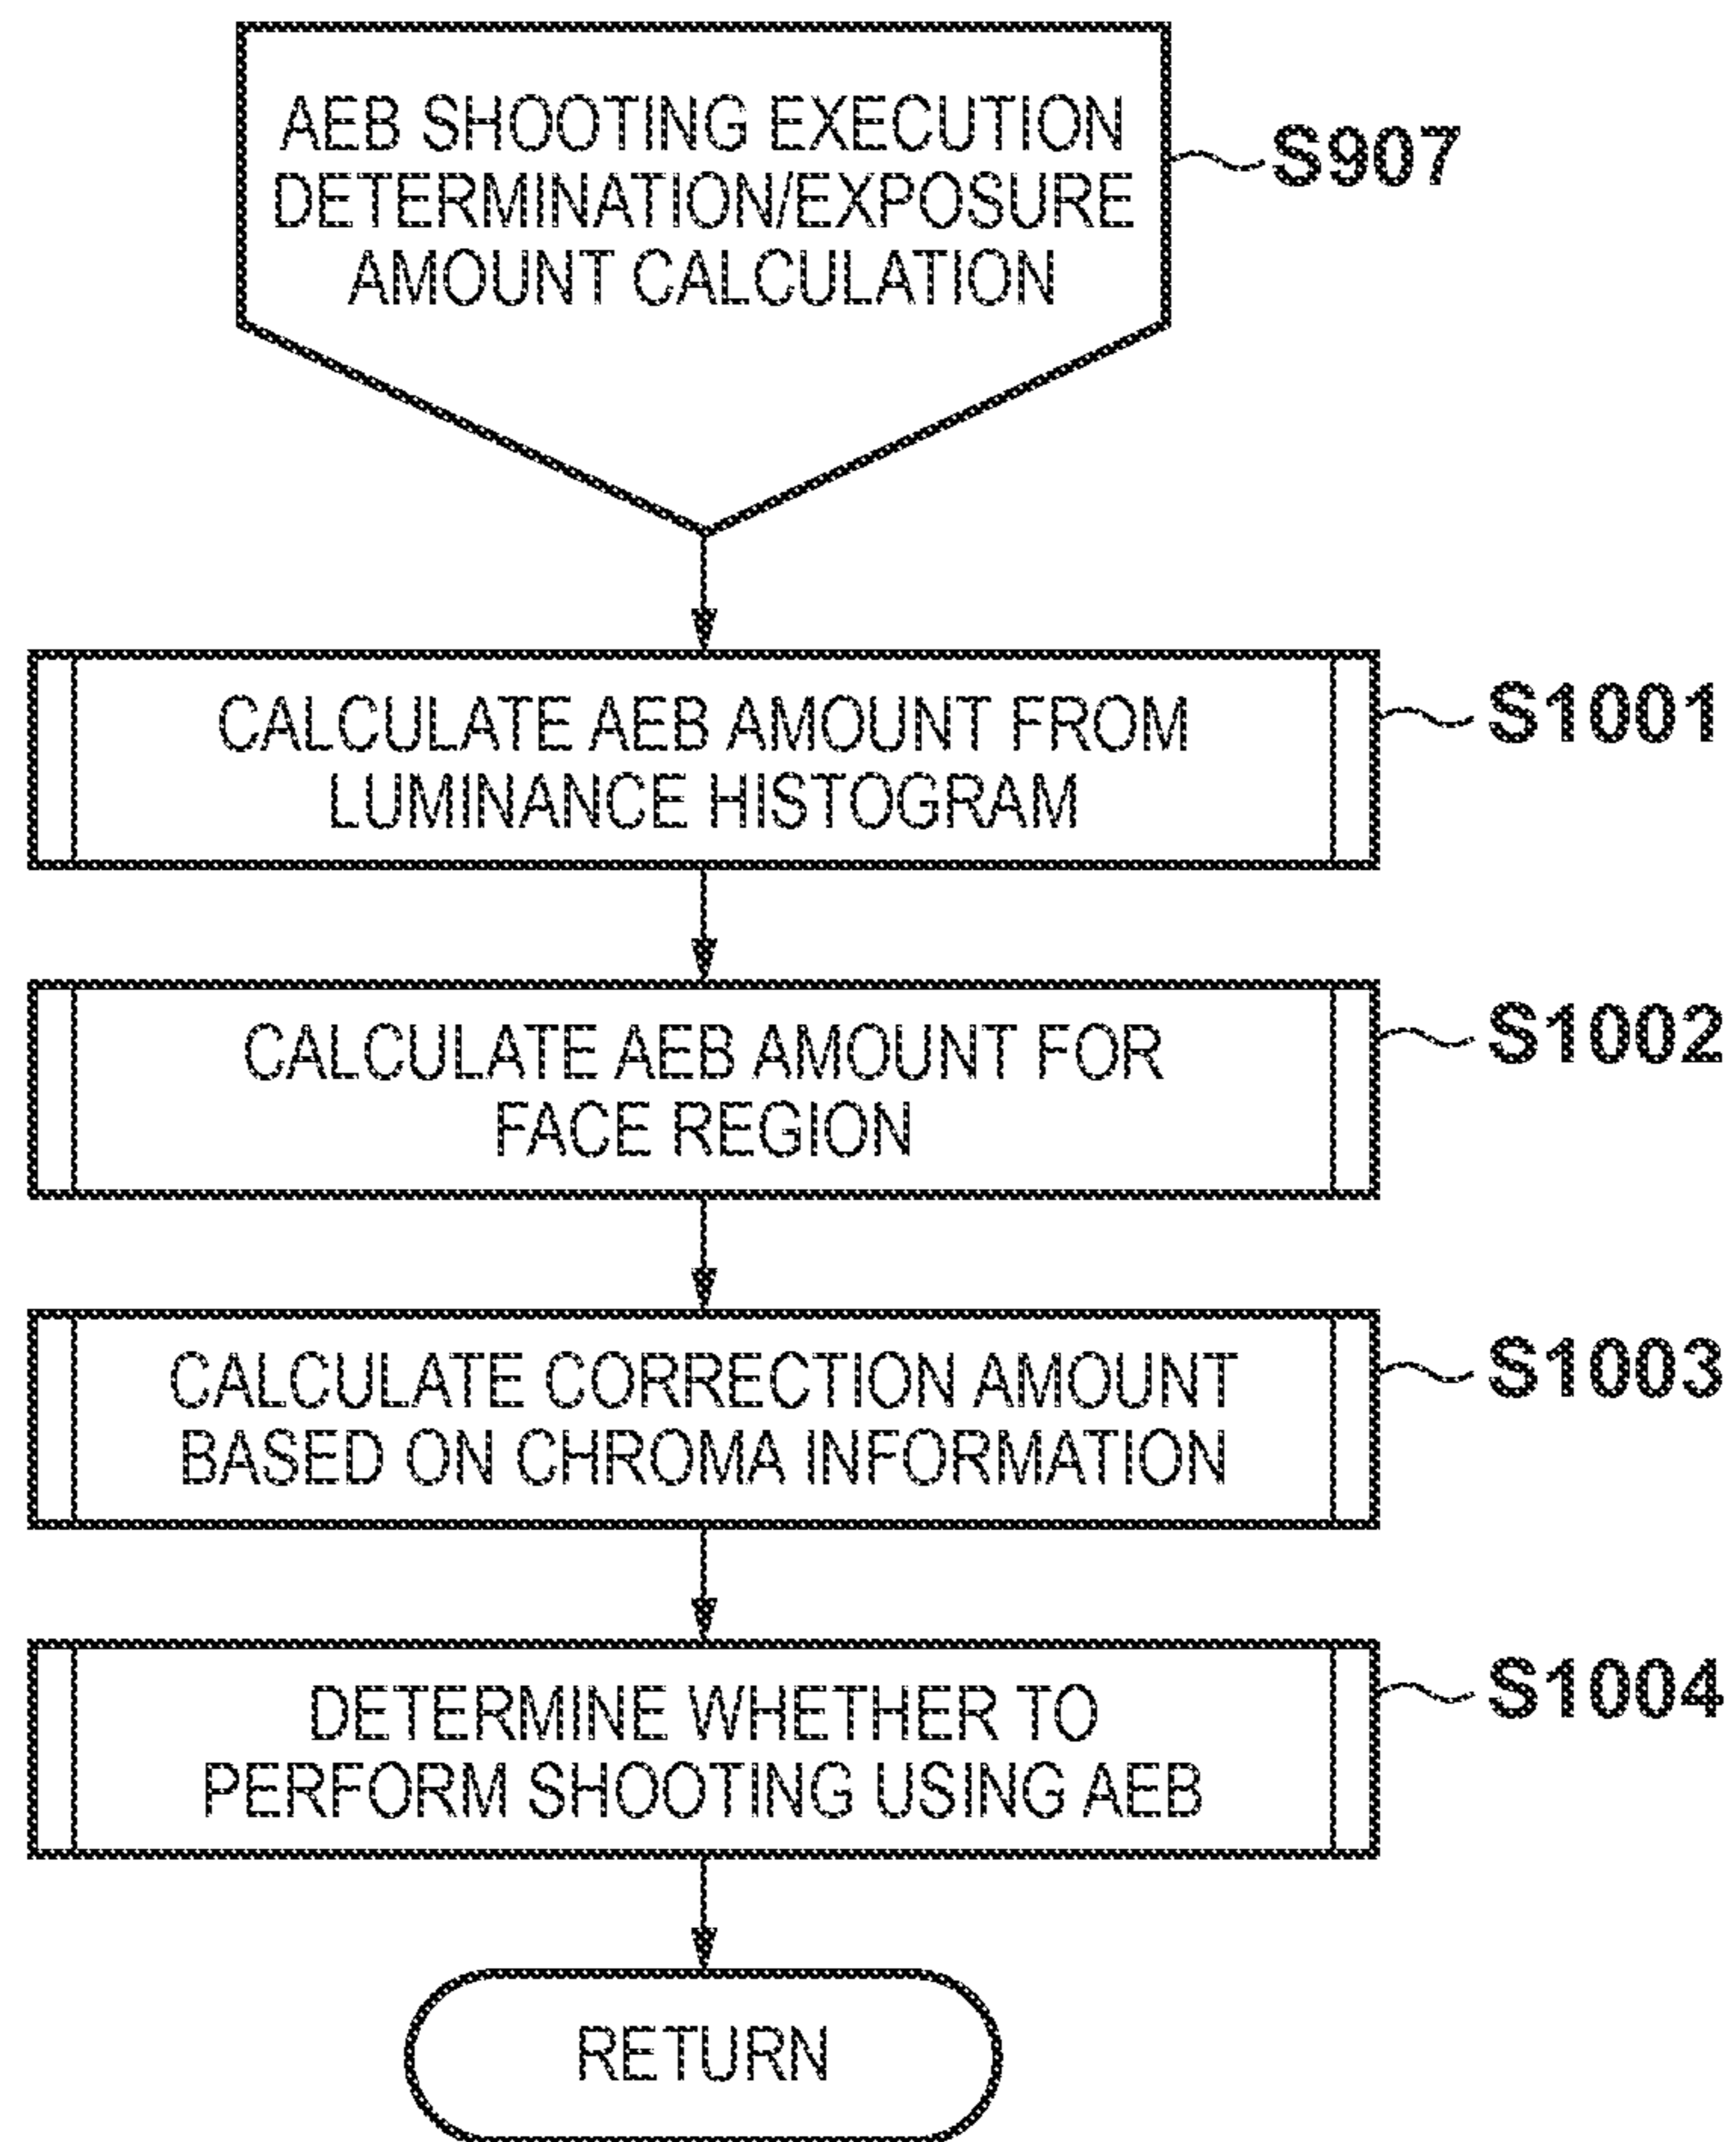 AEB SHOOTING EXECUTION
DETERMINATION/EXPOSURE
AMOUNT CALCULATION
S907
CALCULATE AEB AMOUNT FROM
LUMINANCE HISTOGRAM
S1001
CALCULATE AEB AMOUNT FOR
FACE REGION
S1002
CALCULATE CORRECTION AMOUNT
BASED ON CHROMA INFORMATION
S1003
DETERMINE WHETHER TO
PERFORM SHOOTING USING AEB
S1004
RETURN